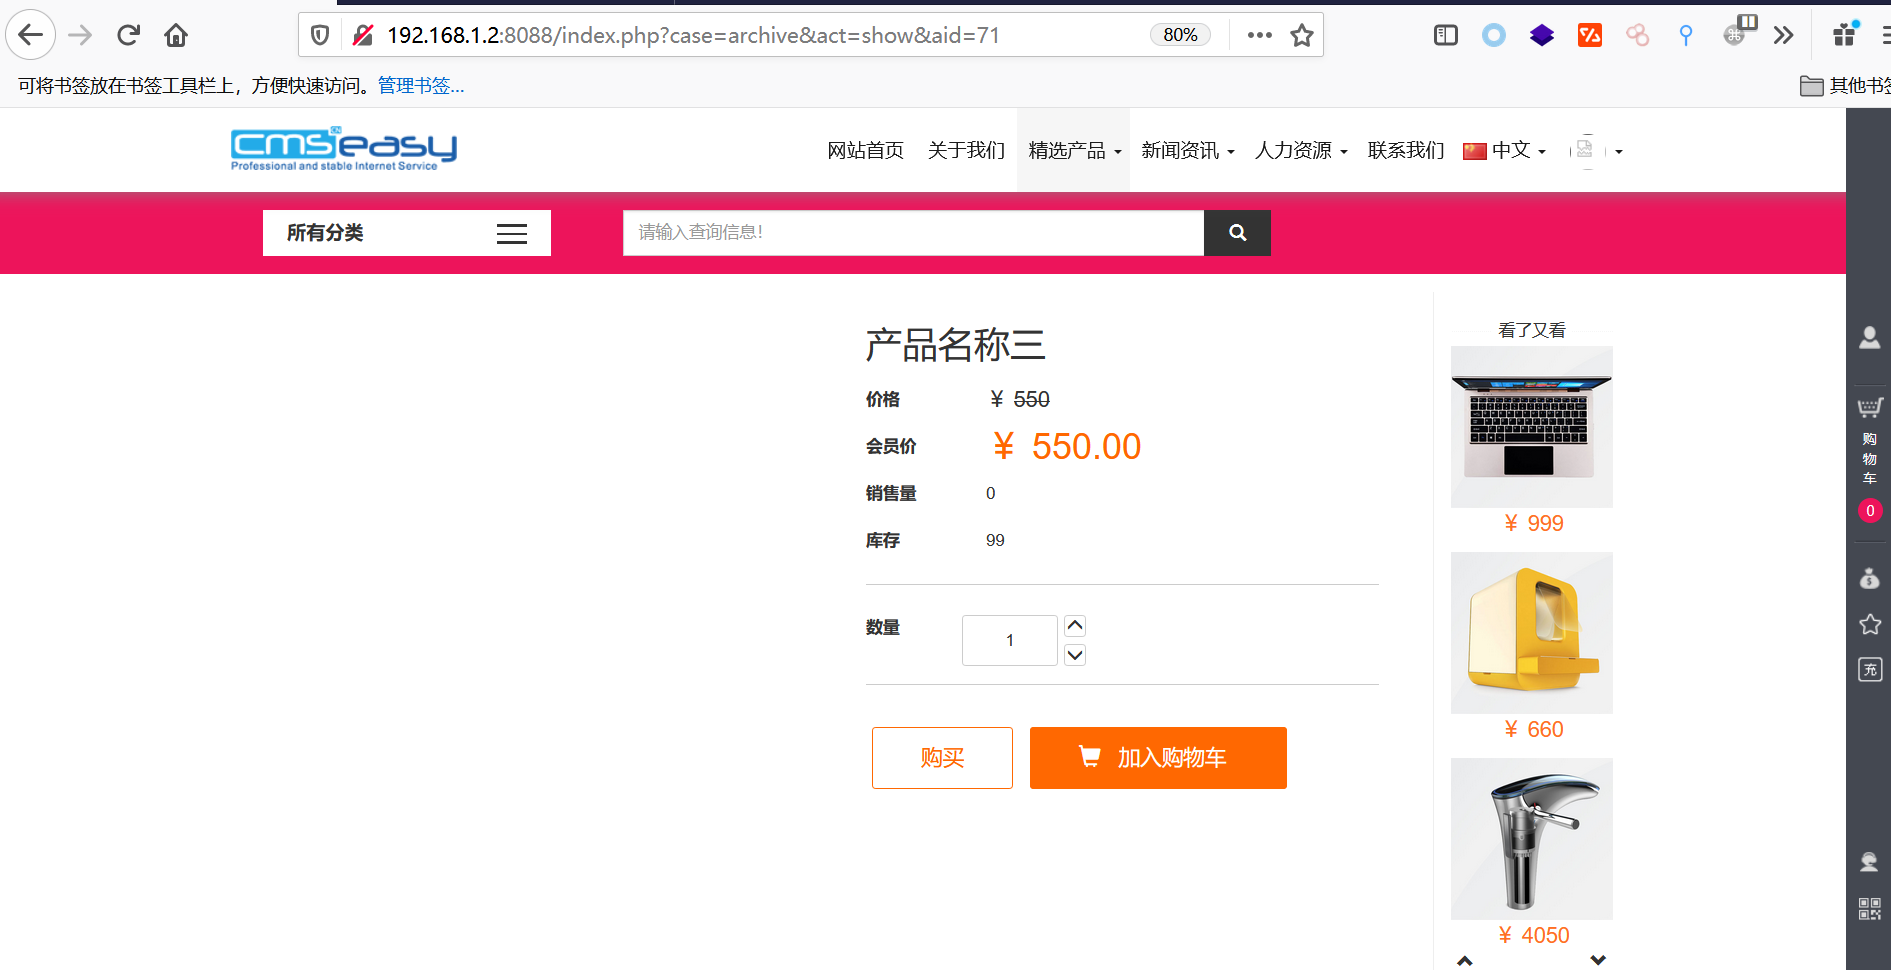 192.168.1.2:8088/index.php?case=archive&act=show&aid=71
80%
可将书签放在书签工具栏上，方便快速访问。管理书签...
其他书签
CMSeasy CN
Professional and stable Internet Service
网站首页 关于我们 精选产品 新闻资讯 人力资源 联系我们 中文
所有分类
请输入查询信息!
产品名称三
价格 ¥ 550
会员价 ¥ 550.00
销售量 0
库存 99
数量 1
购买 加入购物车
看了又看
¥ 999
¥ 660
¥ 4050
购物车
0
充